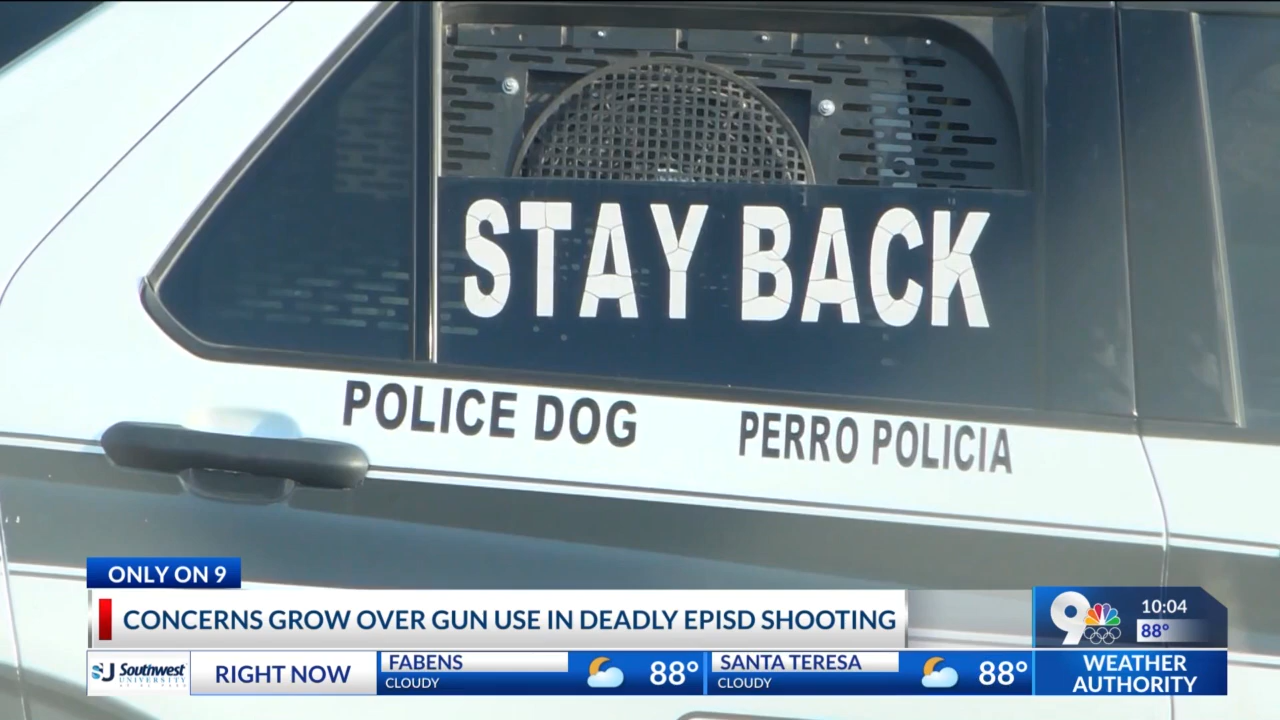 STAY BACK
POLICE DOG
PERRO POLICIA
ONLY ON 9
CONCERNS GROW OVER GUN USE IN DEADLY EPISD SHOOTING
9
10:04
88°
Southwest
UNIVERSITY
RIGHT NOW
FABENS
CLOUDY
88°
SANTA TERESA
CLOUDY
88°
WEATHER
AUTHORITY